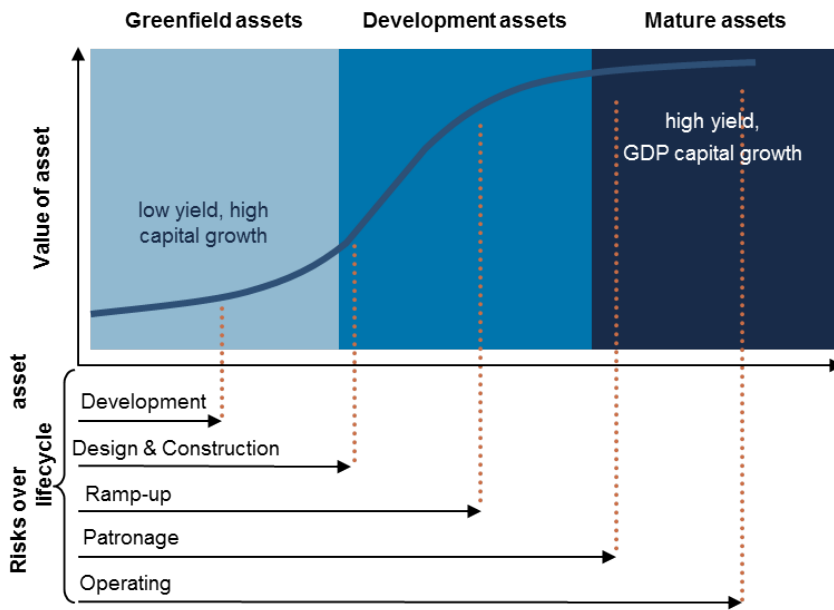 Greenfield assets
Development assets
Mature assets
Value of asset
low yield, high
capital growth
high yield,
GDP capital growth
Risks over asset
lifecycle
Development
Design & Construction
Ramp-up
Patronage
Operating